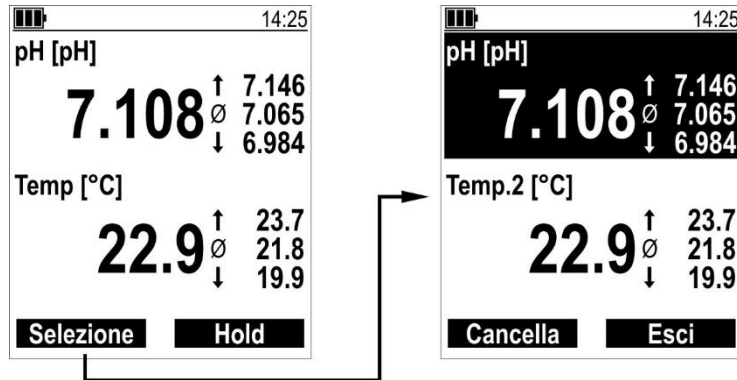 14:25
pH [pH]
7.108
↑ 7.146
Ø 7.065
↓ 6.984
Temp [°C]
22.9
↑ 23.7
Ø 21.8
↓ 19.9
Selezione Hold
14:25
pH [pH]
7.108
↑ 7.146
Ø 7.065
↓ 6.984
Temp.2 [°C]
22.9
↑ 23.7
Ø 21.8
↓ 19.9
Cancella Esci